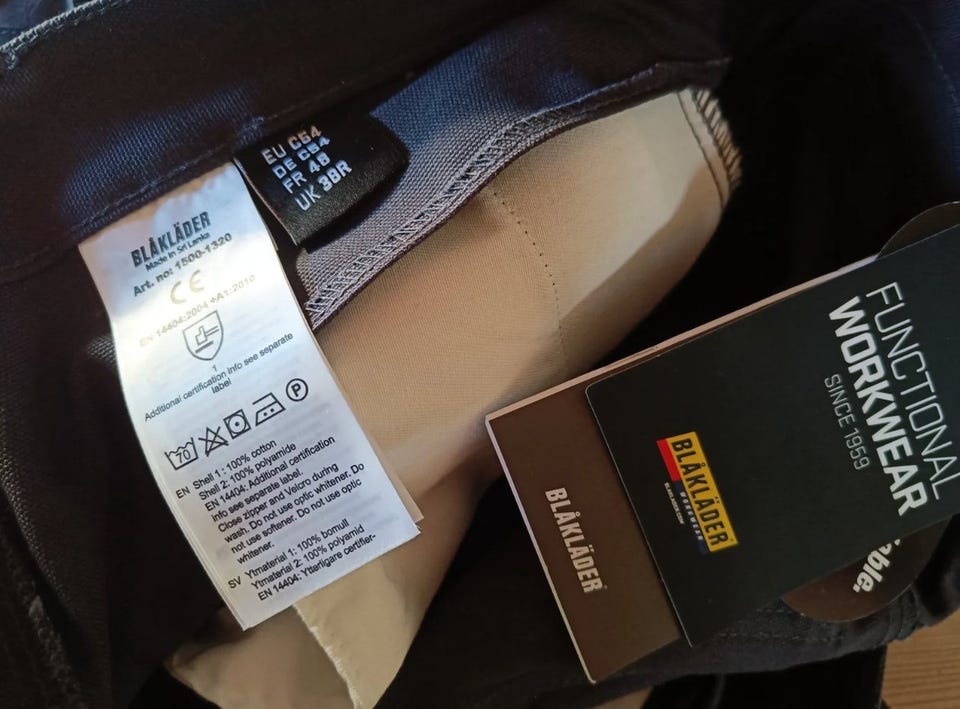 EU C54
DE C54
FR 48
UK 38R
BLÅKLÄDER
Made in Sri Lanka
Art. no: 1500-1320
CE
EN 14404:2004 +A1:2010
1
Additional certification info see separate
label
70
P
EN Shell 1: 100% cotton
Shell 2: 100% polyamide
EN 14404: Additional certification
info see separate label.
Close zipper and Velcro during
wash. Do not use optic whitener. Do
not use softener. Do not use optic
whitener.
SV Ytmaterial 1: 100% bomull
Ytmaterial 2: 100% polyamid
EN 14404: Ytterligare certifier-
FUNCTIONAL
WORKWEAR
SINCE 1959
BLÅKLÄDER
WORKWEAR
BLÅKLÄDER
ble.